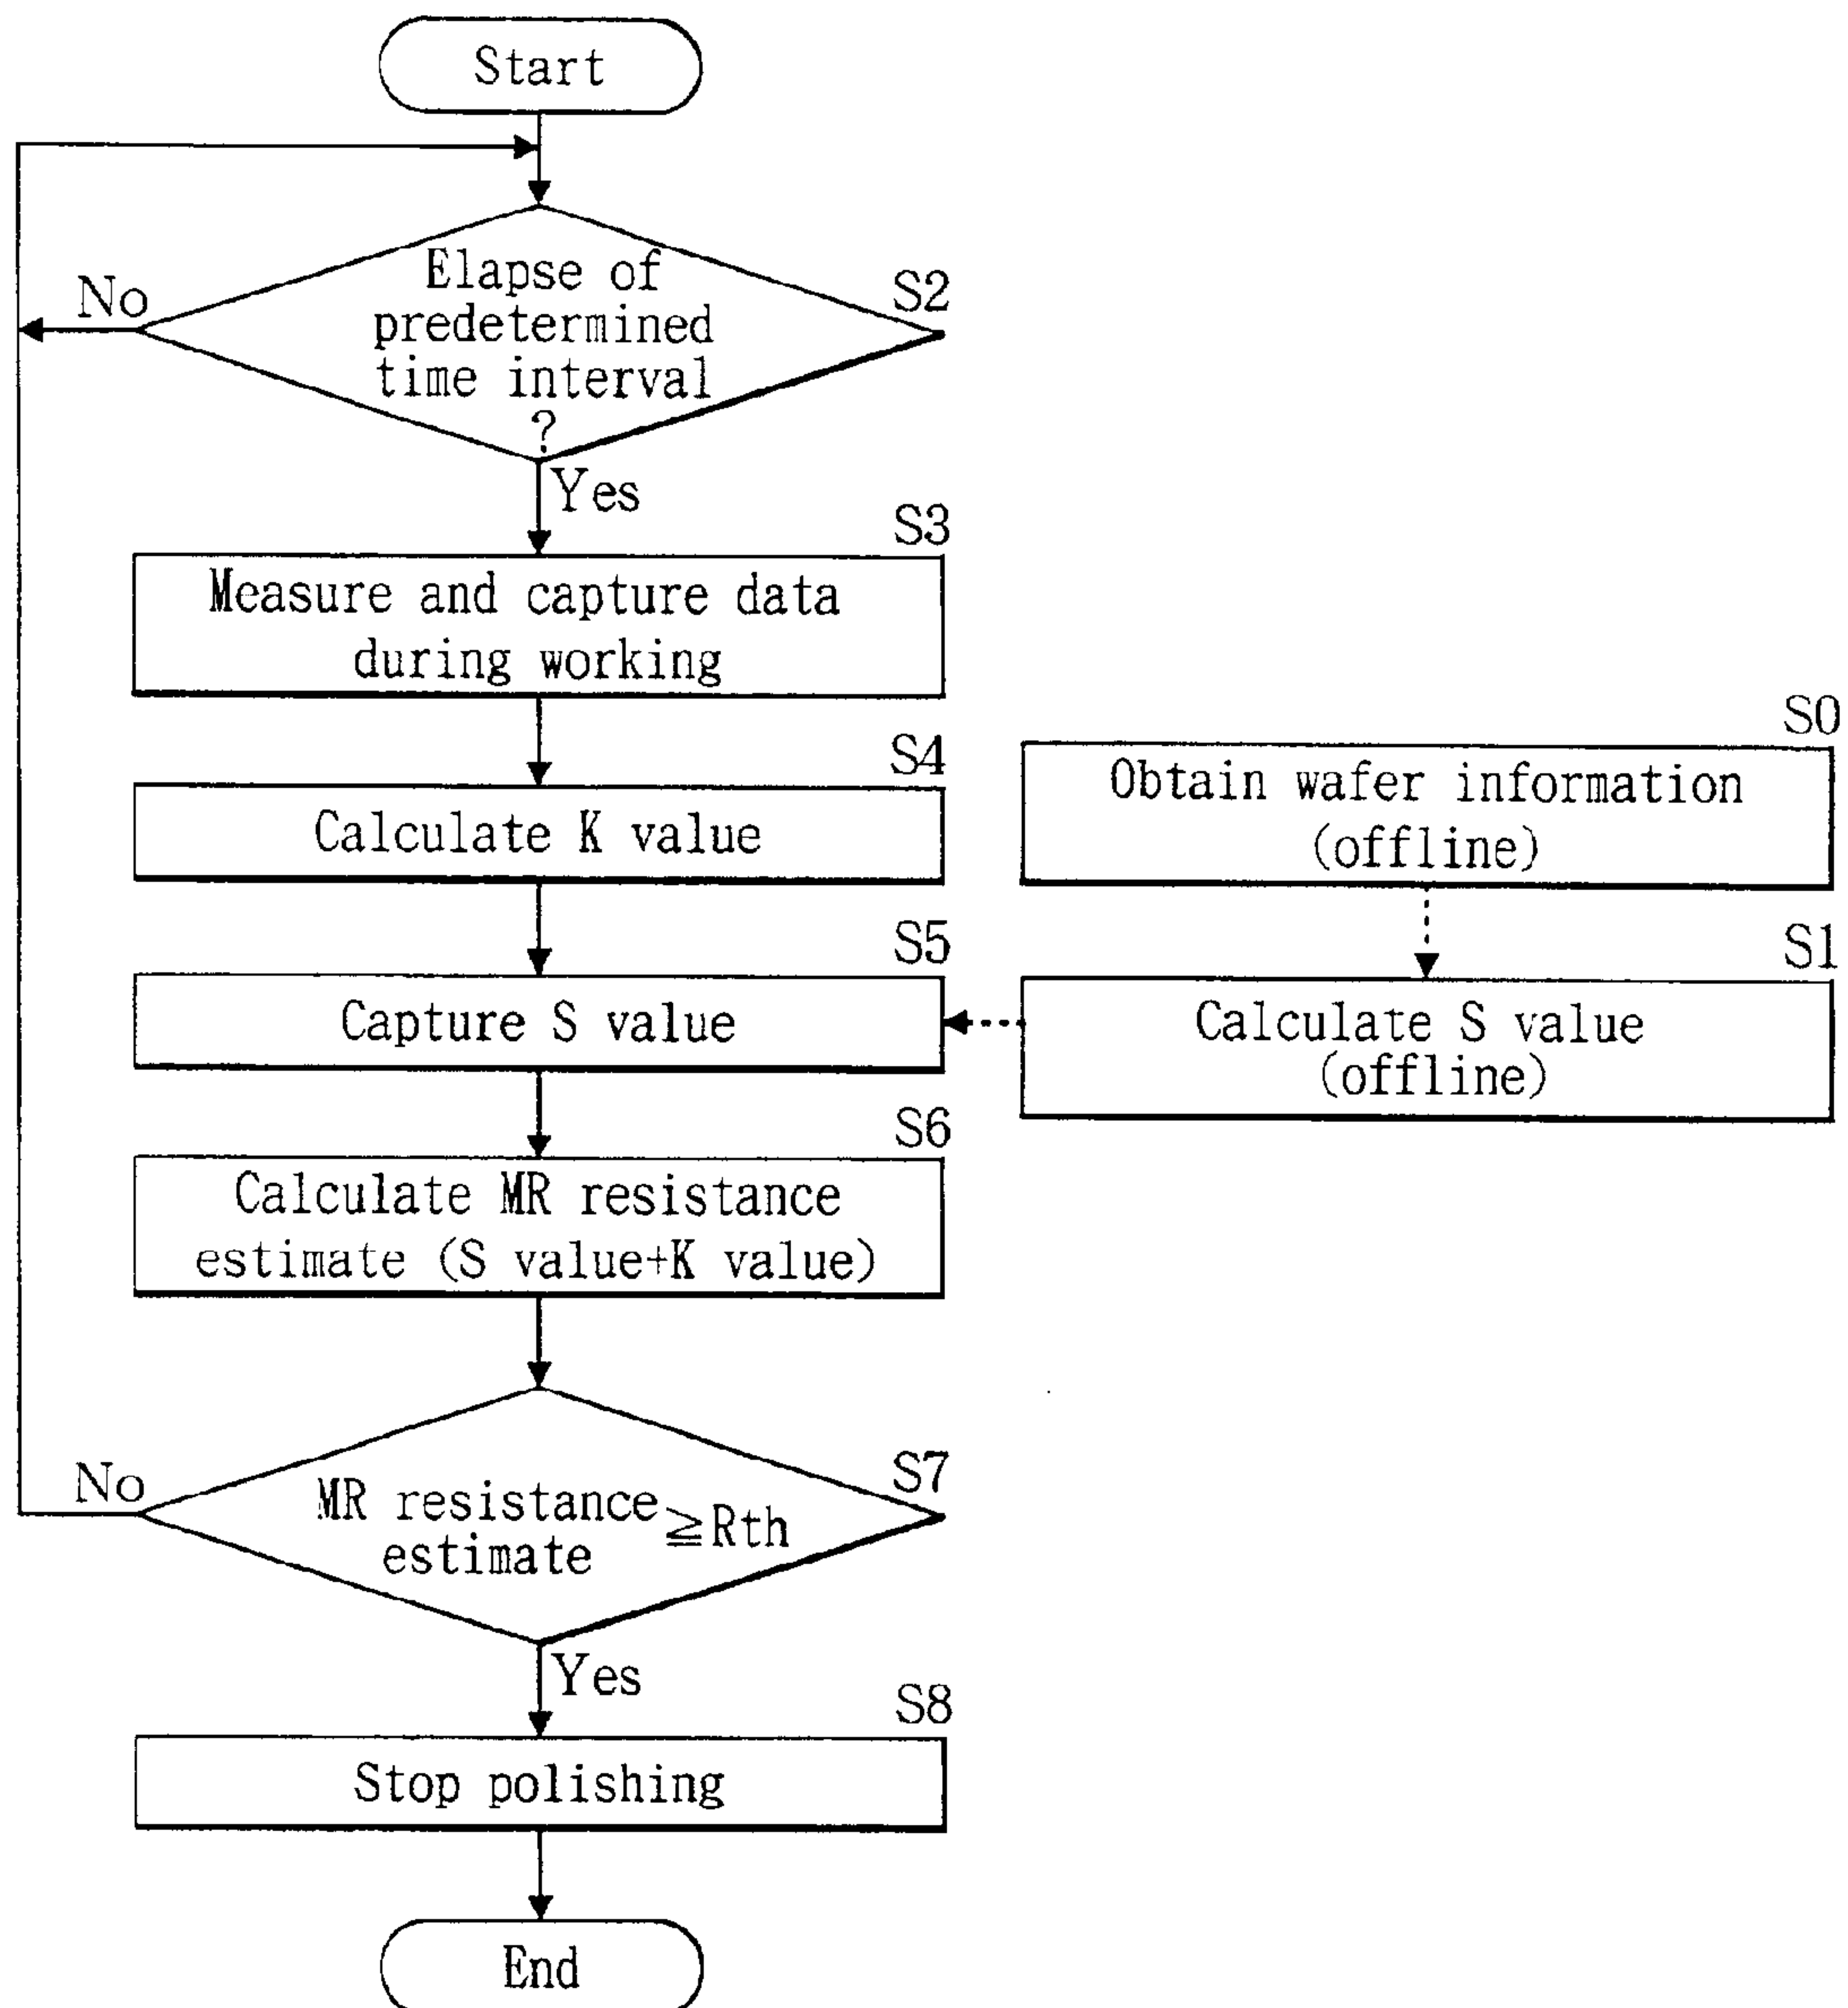 Start
Elapse of
predetermined
time interval
?
S2
No
Yes
S3
Measure and capture data
during working
S4
Calculate K value
S0
Obtain wafer information
(offline)
S5
Capture S value
S1
Calculate S value
(offline)
S6
Calculate MR resistance
estimate (S value+K value)
S7
No
MR resistance
estimate
≧Rth
Yes
S8
Stop polishing
End